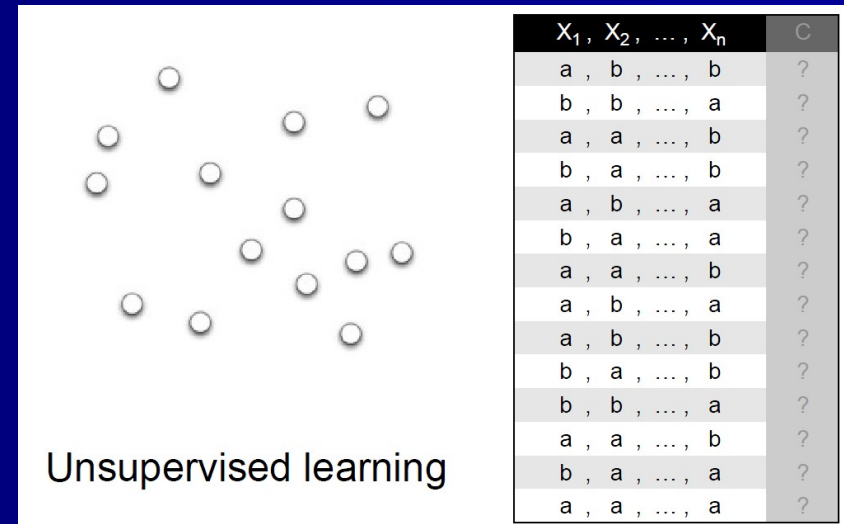 X1 , X2 , ... , Xn C
a , b , ... , b ?
b , b , ... , a ?
a , a , ... , b ?
b , a , ... , b ?
a , b , ... , a ?
b , a , ... , a ?
a , a , ... , b ?
a , b , ... , a ?
a , b , ... , b ?
b , a , ... , b ?
b , b , ... , a ?
a , a , ... , b ?
b , a , ... , a ?
a , a , ... , a ?
Unsupervised learning